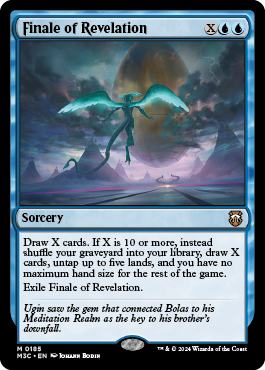 Finale of Revelation X
Sorcery
Draw X cards. If X is 10 or more, instead
shuffle your graveyard into your library, draw X
cards, untap up to five lands, and you have no
maximum hand size for the rest of the game.
Exile Finale of Revelation.
Ugin saw the gem that connected Bolas to his
Meditation Realm as the key to his brother's
downfall.
M 0185
M3C • EN Johann Bodin
™ & © 2024 Wizards of the Coast